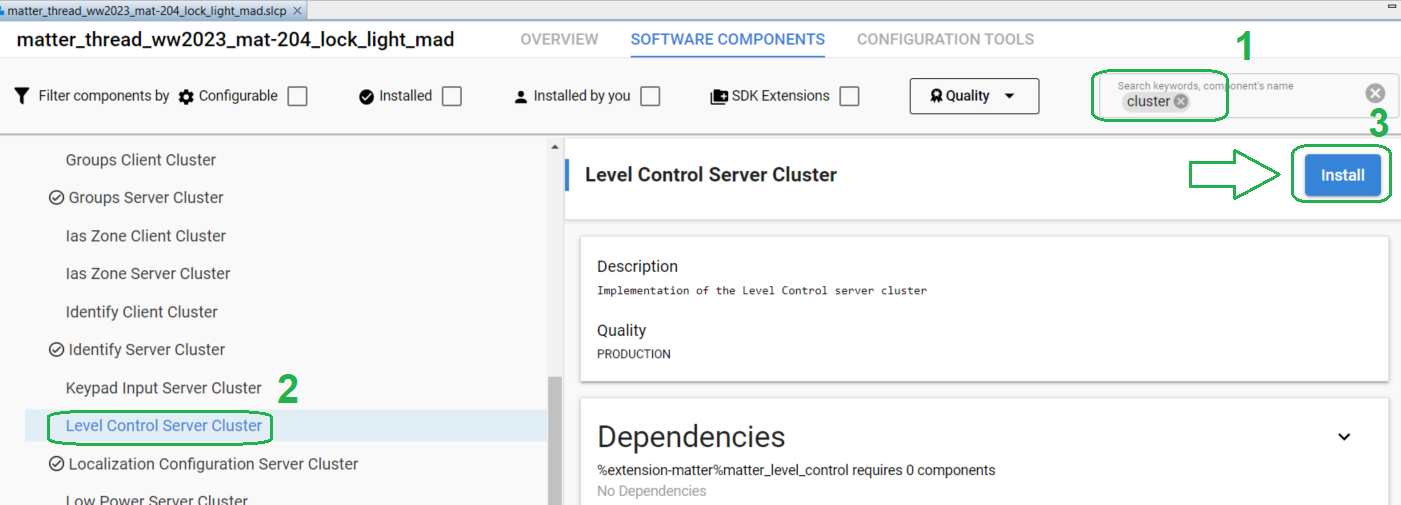 matter_thread_ww2023_mat-204_lock_light_mad.slcp
matter_thread_ww2023_mat-204_lock_light_mad
OVERVIEW
SOFTWARE COMPONENTS
CONFIGURATION TOOLS
1
Filter components by
Configurable
Installed
Installed by you
SDK Extensions
Quality
Search keywords, component's name
cluster
3
Groups Client Cluster
Groups Server Cluster
Ias Zone Client Cluster
Ias Zone Server Cluster
Identify Client Cluster
Identify Server Cluster
Keypad Input Server Cluster
2
Level Control Server Cluster
Localization Configuration Server Cluster
Low Power Server Cluster
Level Control Server Cluster
Install
Description
Implementation of the Level Control server cluster
Quality
PRODUCTION
Dependencies
%extension-matter%matter_level_control requires 0 components
No Dependencies